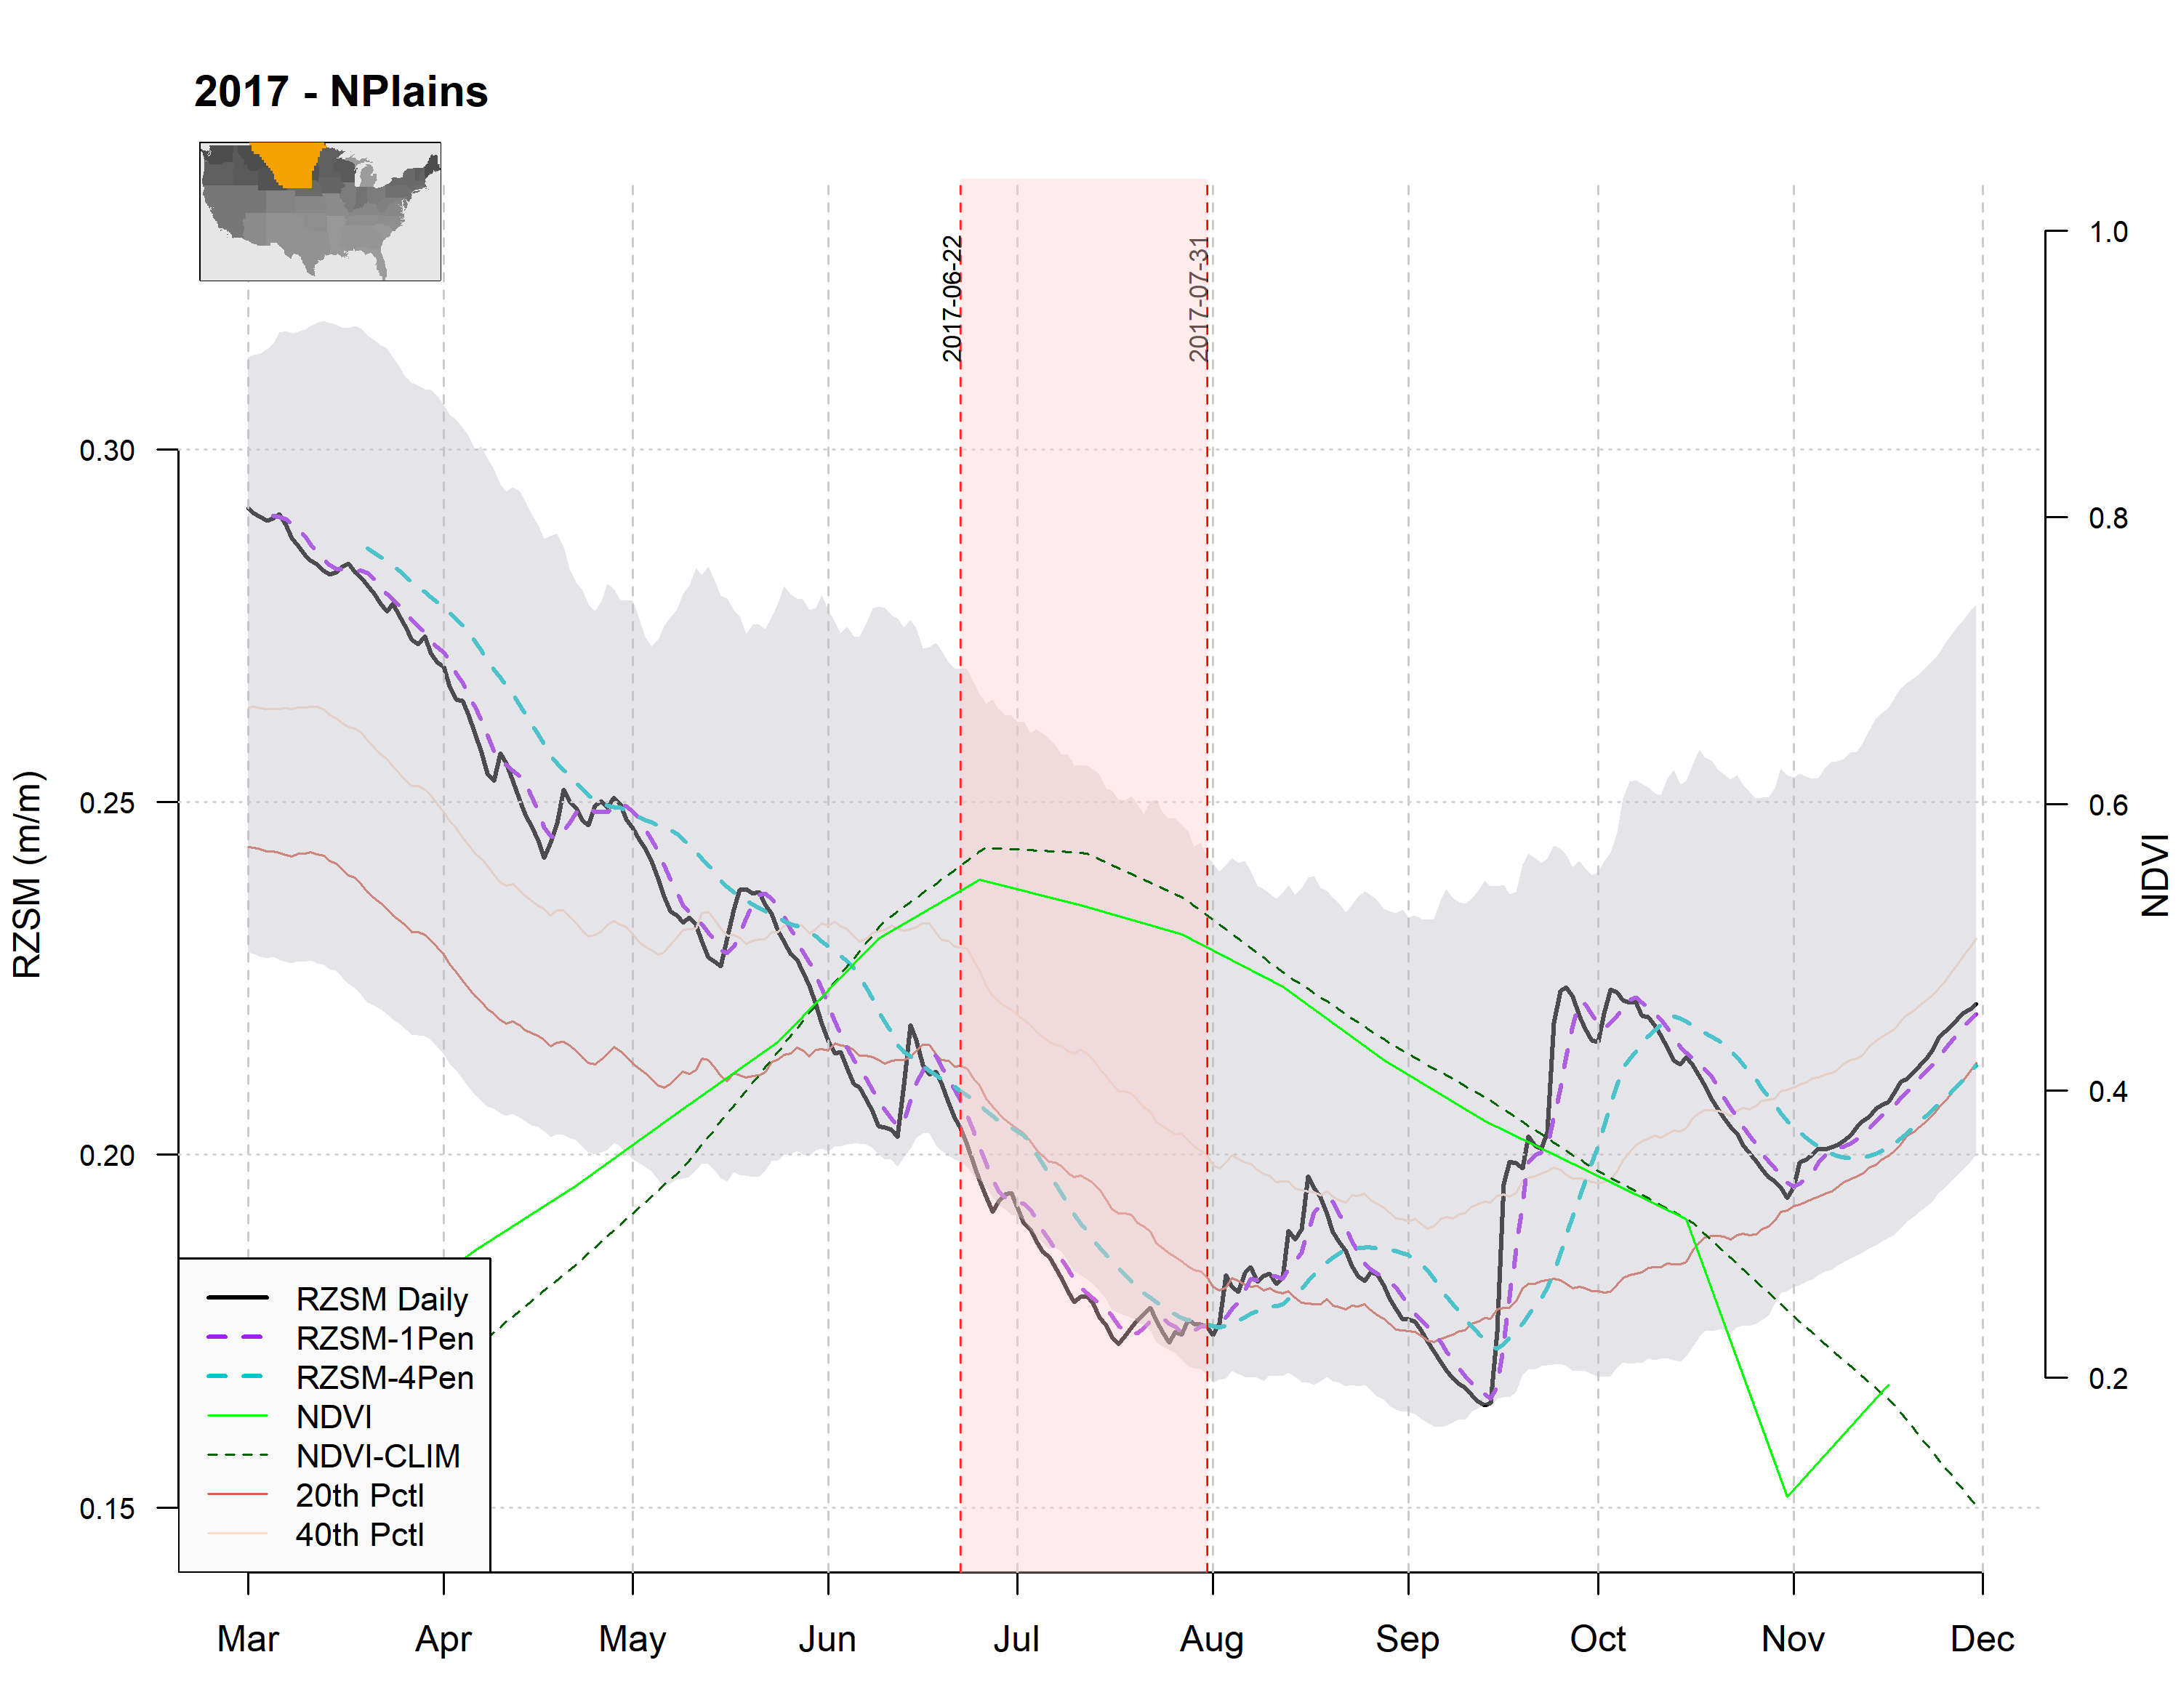 2017 - NPlains
2017-06-22
2017-07-31
RZSM (m/m)
0.30
0.25
0.20
0.15
1.0
0.8
0.6
0.4
0.2
NDVI
RZSM Daily
RZSM-1Pen
RZSM-4Pen
NDVI
NDVI-CLIM
20th Pctl
40th Pctl
Mar Apr May Jun Jul Aug Sep Oct Nov Dec